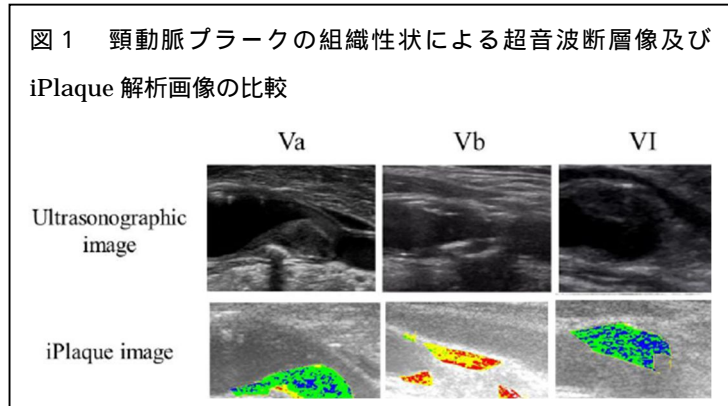 図 1 頸動脈プラークの組織性状による超音波断層像及び
iPlaque 解析画像の比較
Va Vb VI
Ultrasonographic
image
iPlaque image